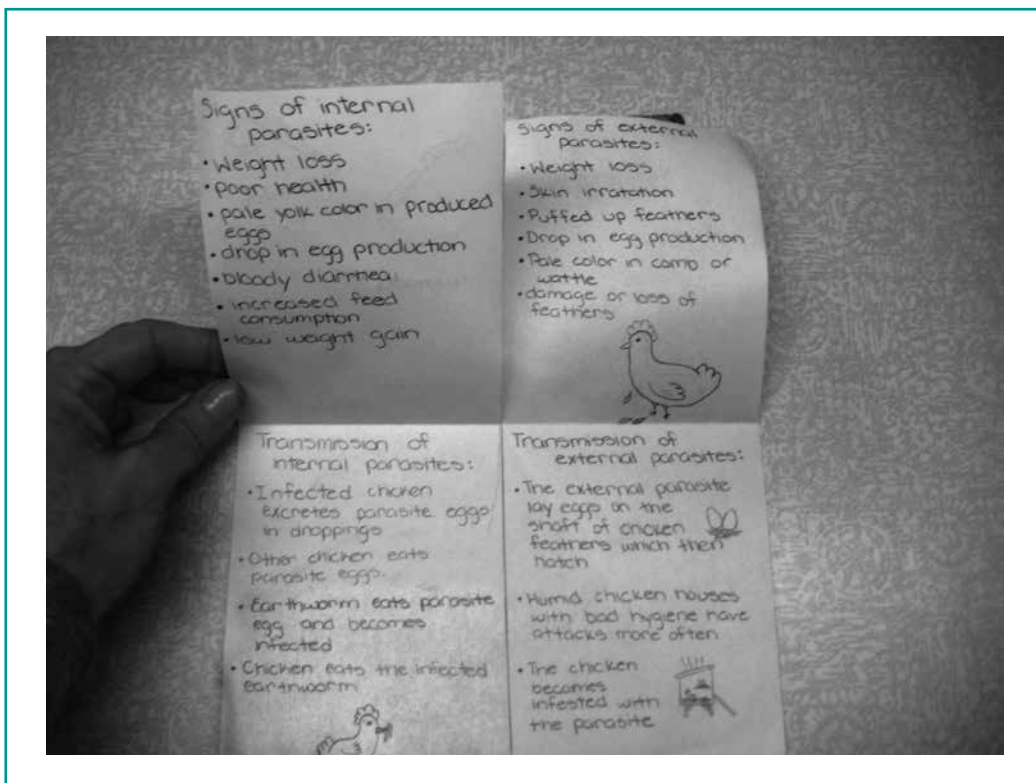 Signs of internal
parasites:
• Weight loss
• poor health
• pale yolk color in produced
eggs
• drop in egg production
• bloody diarrhea
• increased feed
consumption
• low weight gain
Signs of external
parasites:
• Weight loss
• Skin irratation
• Puffed up feathers
• Drop in egg production
• Pale color in comp or
wattle
• damage or loss of
feathers
Transmission of
internal parasites:
• Infected chicken
excretes parasite eggs
in droppings
• Other chicken eats
parasite eggs.
• Earthworm eats parasite
egg and becomes
infected
• Chicken eats the infected
earthworm
Transmission of
external parasites:
• The external parasite
lay eggs on the
shaft of chicken
feathers which then
hatch
• Humid chicken houses
with bad hygiene have
attacks more often
• The chicken
becomes
infested with
the parasite